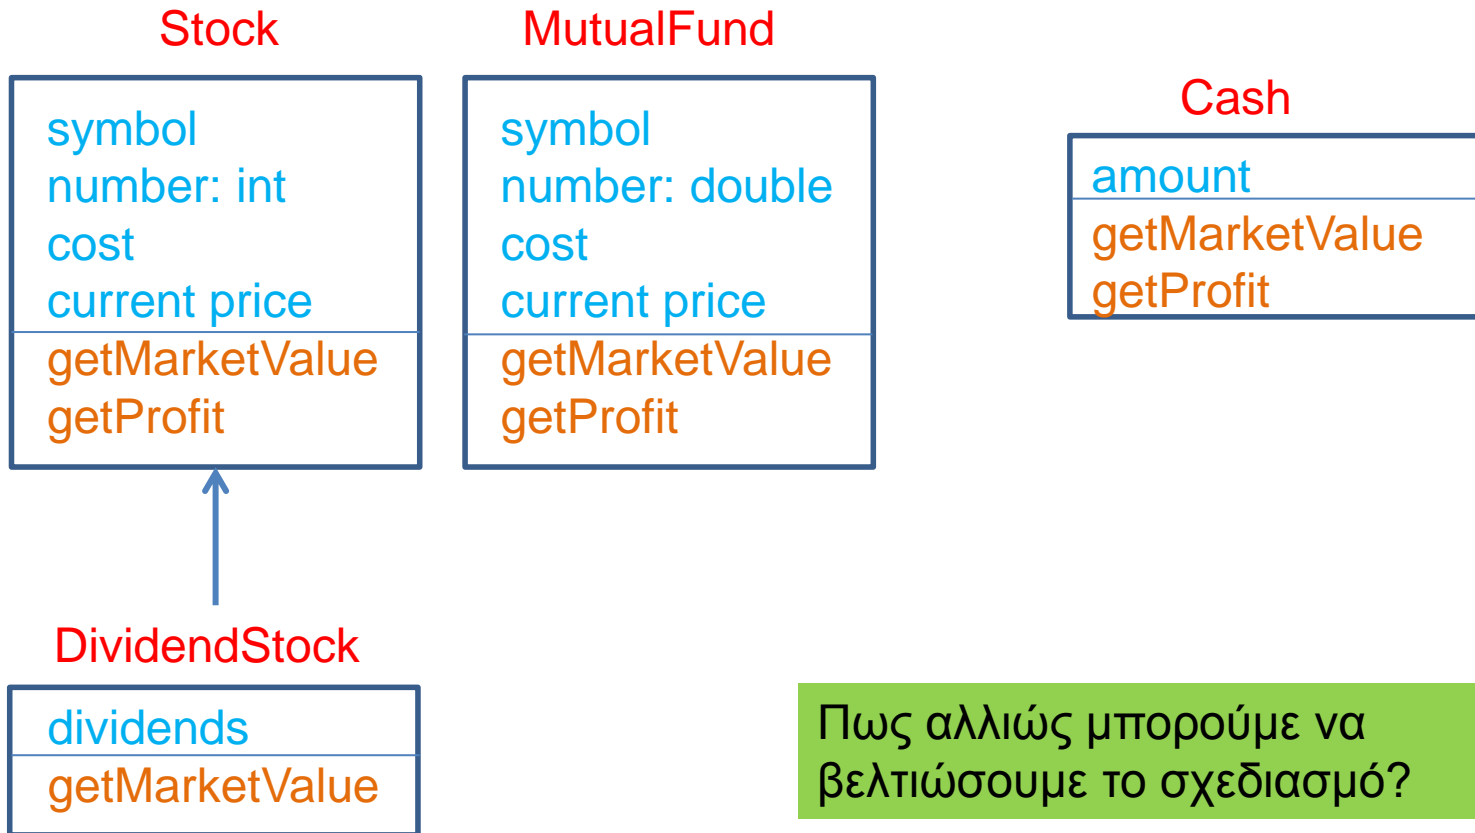 Stock
symbol
number: int
cost
current price
getMarketValue
getProfit
MutualFund
symbol
number: double
cost
current price
getMarketValue
getProfit
Cash
amount
getMarketValue
getProfit
DividendStock
dividends
getMarketValue
Πως αλλιώς μπορούμε να
βελτιώσουμε το σχεδιασμό?